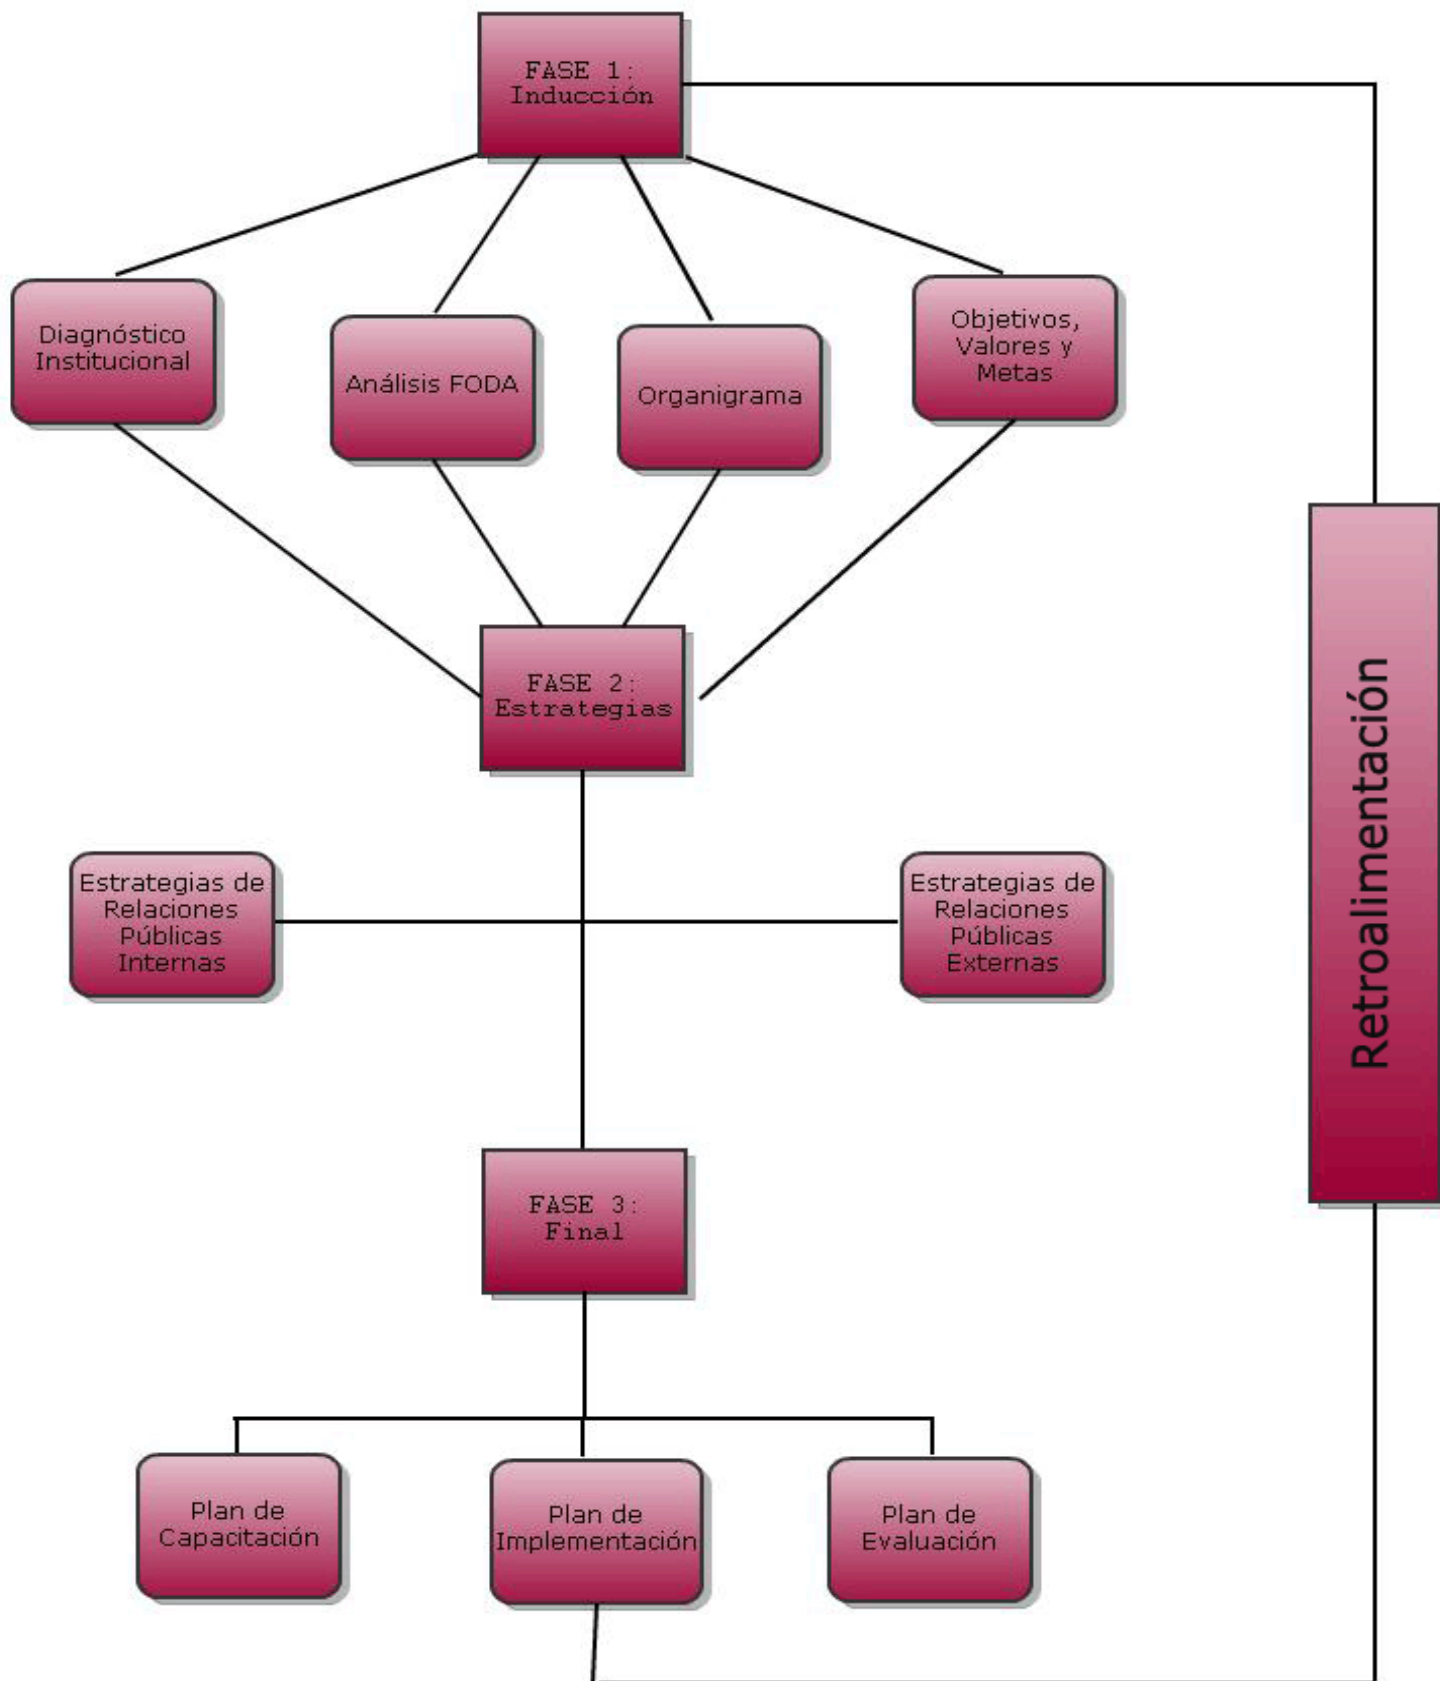 FASE 1:
Inducción
Diagnóstico
Institucional
Análisis FODA
Organigrama
Objetivos,
Valores y
Metas
FASE 2:
Estrategias
Estrategias de
Relaciones
Públicas
Internas
Estrategias de
Relaciones
Públicas
Externas
Retroalimentación
FASE 3:
Final
Plan de
Capacitación
Plan de
Implementación
Plan de
Evaluación